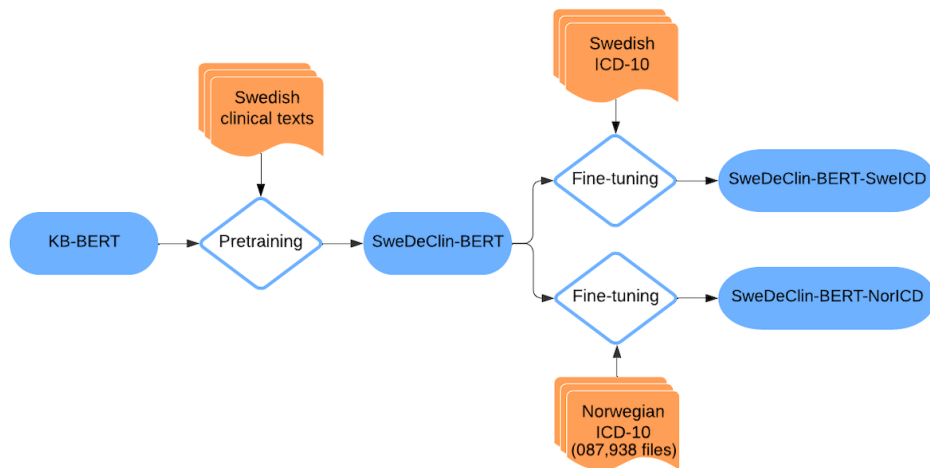 Swedish
clinical texts
KB-BERT
Pretraining
SweDeClin-BERT
Swedish
ICD-10
Fine-tuning
SweDeClin-BERT-SweICD
Fine-tuning
SweDeClin-BERT-NorICD
Norwegian
ICD-10
(087,938 files)